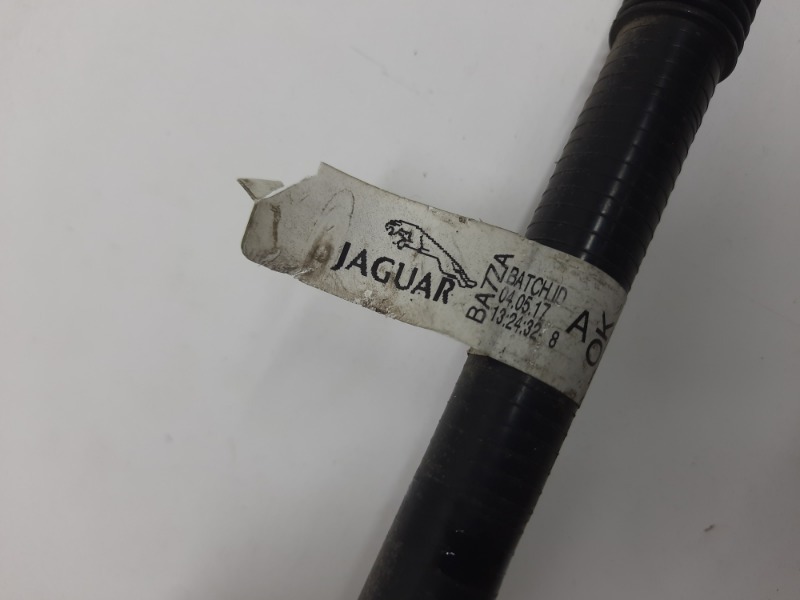 JAGUAR
BA7ZA
BATCH.ID
04.05.17
13:24:32 8
A
OK